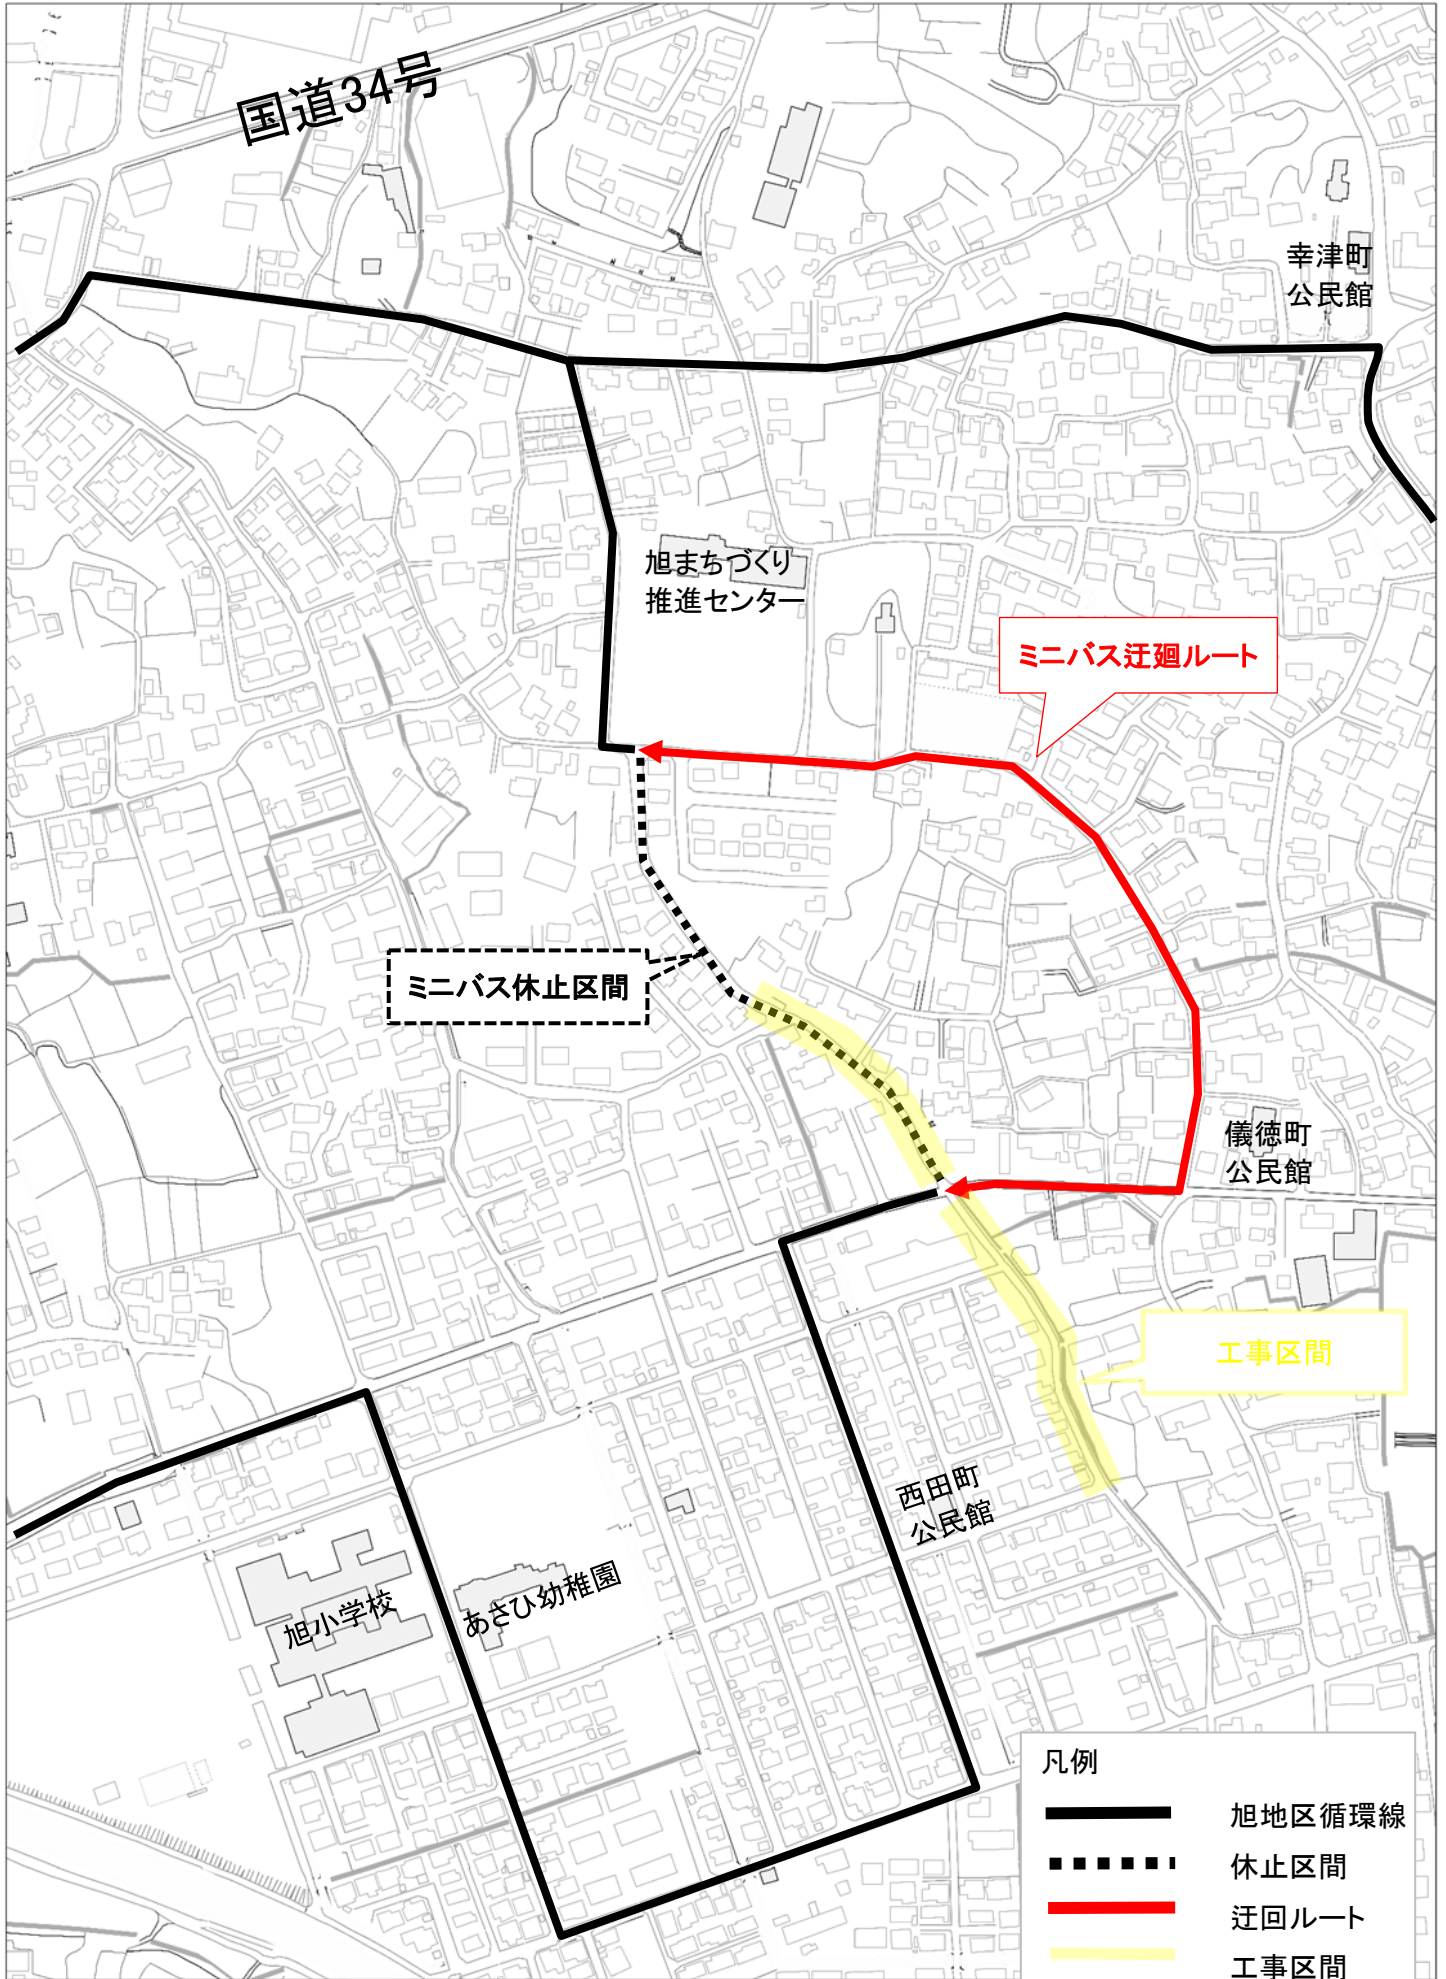 国道34号
幸津町
公民館
旭まちづくり
推進センター
ミニバス迂廻ルート
ミニバス休止区間
儀徳町
公民館
工事区間
西田町
公民館
旭小学校
あさひ幼稚園
凡例
旭地区循環線
休止区間
迂回ルート
工事区間